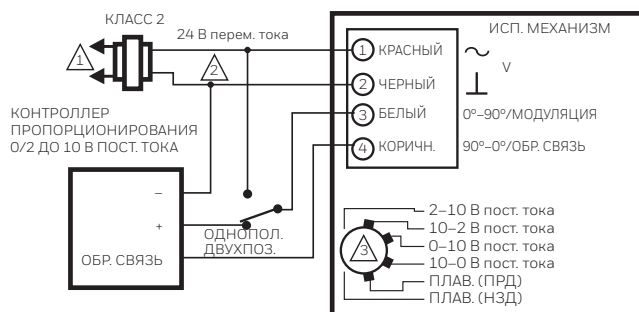 КЛАСС 2
24 В перем. тока
ИСП. МЕХАНИЗМ
1
2
1 КРАСНЫЙ
2 ЧЕРНЫЙ
V
3 БЕЛЫЙ
0°–90°/МОДУЛЯЦИЯ
4 КОРИЧН.
90°–0°/ОБР. СВЯЗЬ
КОНТРОЛЛЕР
ПРОПОРЦИОНИРОВАНИЯ
0/2 ДО 10 В ПОСТ. ТОКА
–
+
ОБР. СВЯЗЬ
ОДНОПОЛ.
ДВУХПОЗ.
3
2–10 В пост. тока
10–2 В пост. тока
0–10 В пост. тока
10–0 В пост. тока
ПЛАВ. (ПРД)
ПЛАВ. (НЗД)